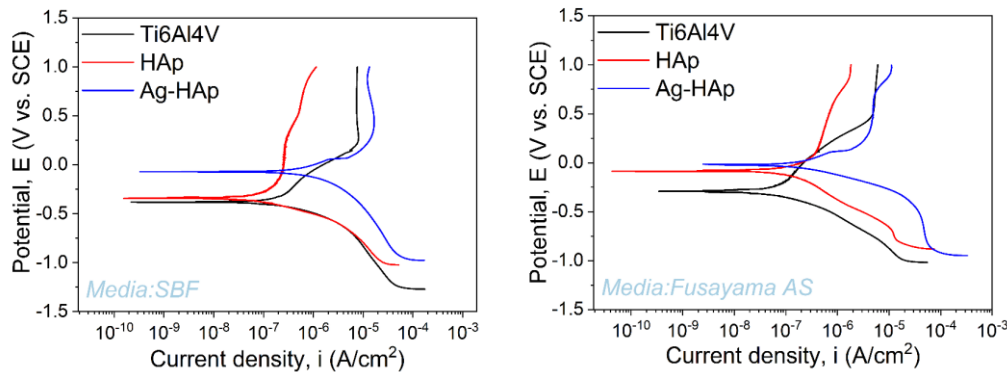 1.5
1.0
0.5
0.0
-0.5
-1.0
-1.5
Potential, E (V vs. SCE)
Ti6Al4V
HAp
Ag-HAp
Media:SBF
10⁻¹⁰ 10⁻⁹ 10⁻⁸ 10⁻⁷ 10⁻⁶ 10⁻⁵ 10⁻⁴ 10⁻³
Current density, i (A/cm²)
1.5
1.0
0.5
0.0
-0.5
-1.0
-1.5
Potential, E (V vs. SCE)
Ti6Al4V
HAp
Ag-HAp
Media:Fusayama AS
10⁻¹⁰ 10⁻⁹ 10⁻⁸ 10⁻⁷ 10⁻⁶ 10⁻⁵ 10⁻⁴ 10⁻³
Current density, i (A/cm²)